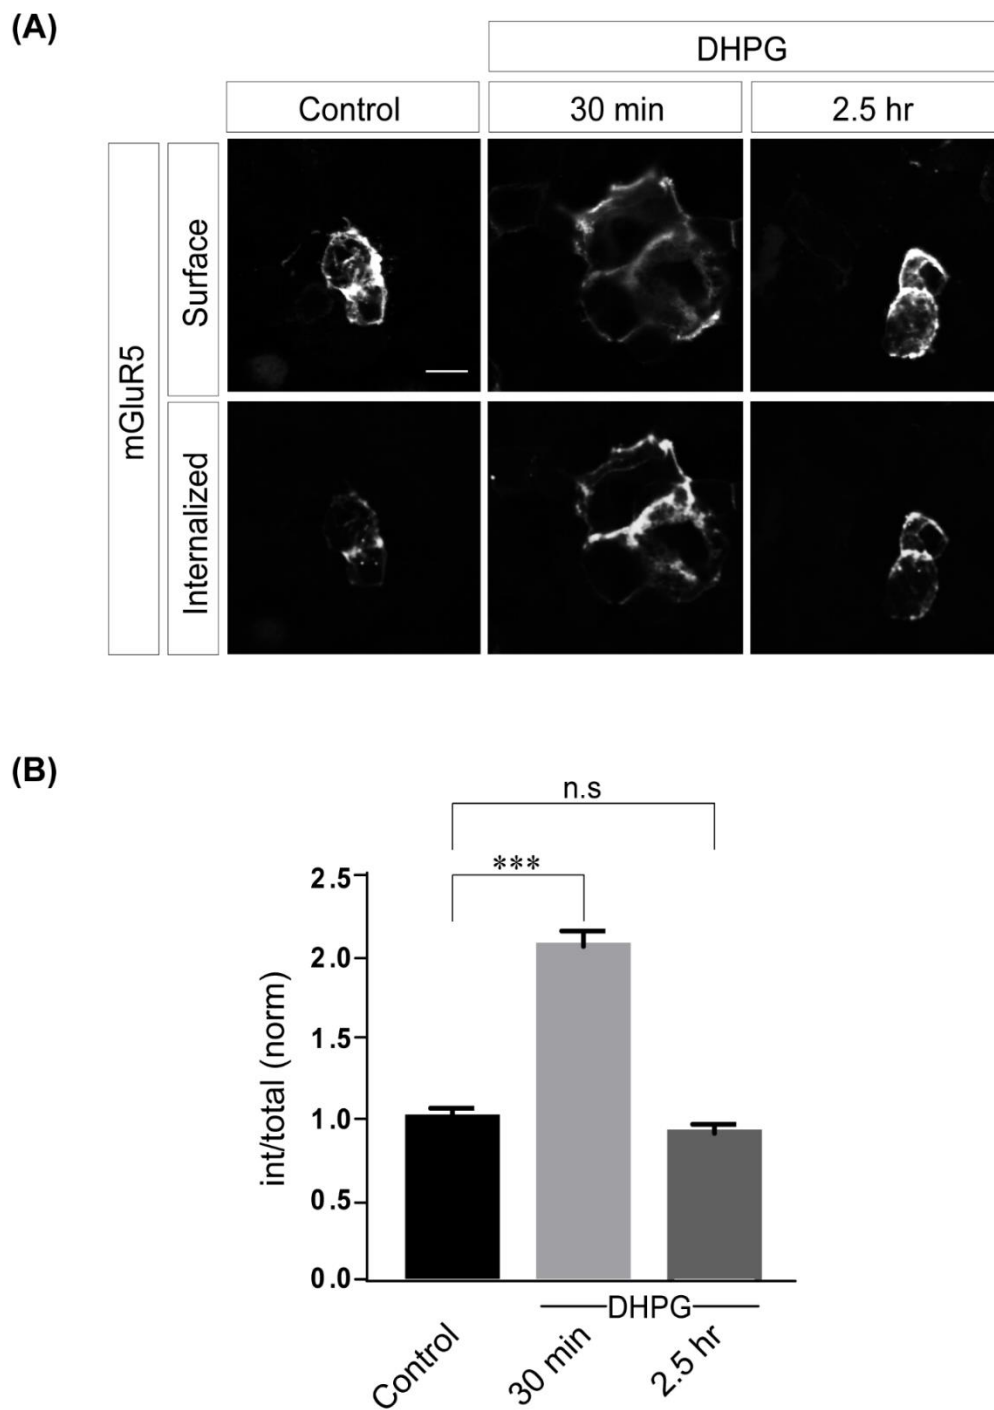 (A)
DHPG
Control
30 min
2.5 hr
mGluR5
Surface
Internalized
(B)
n.s
***
2.5
2.0
1.5
1.0
0.5
0.0
int/total (norm)
DHPG
Control
30 min
2.5 hr